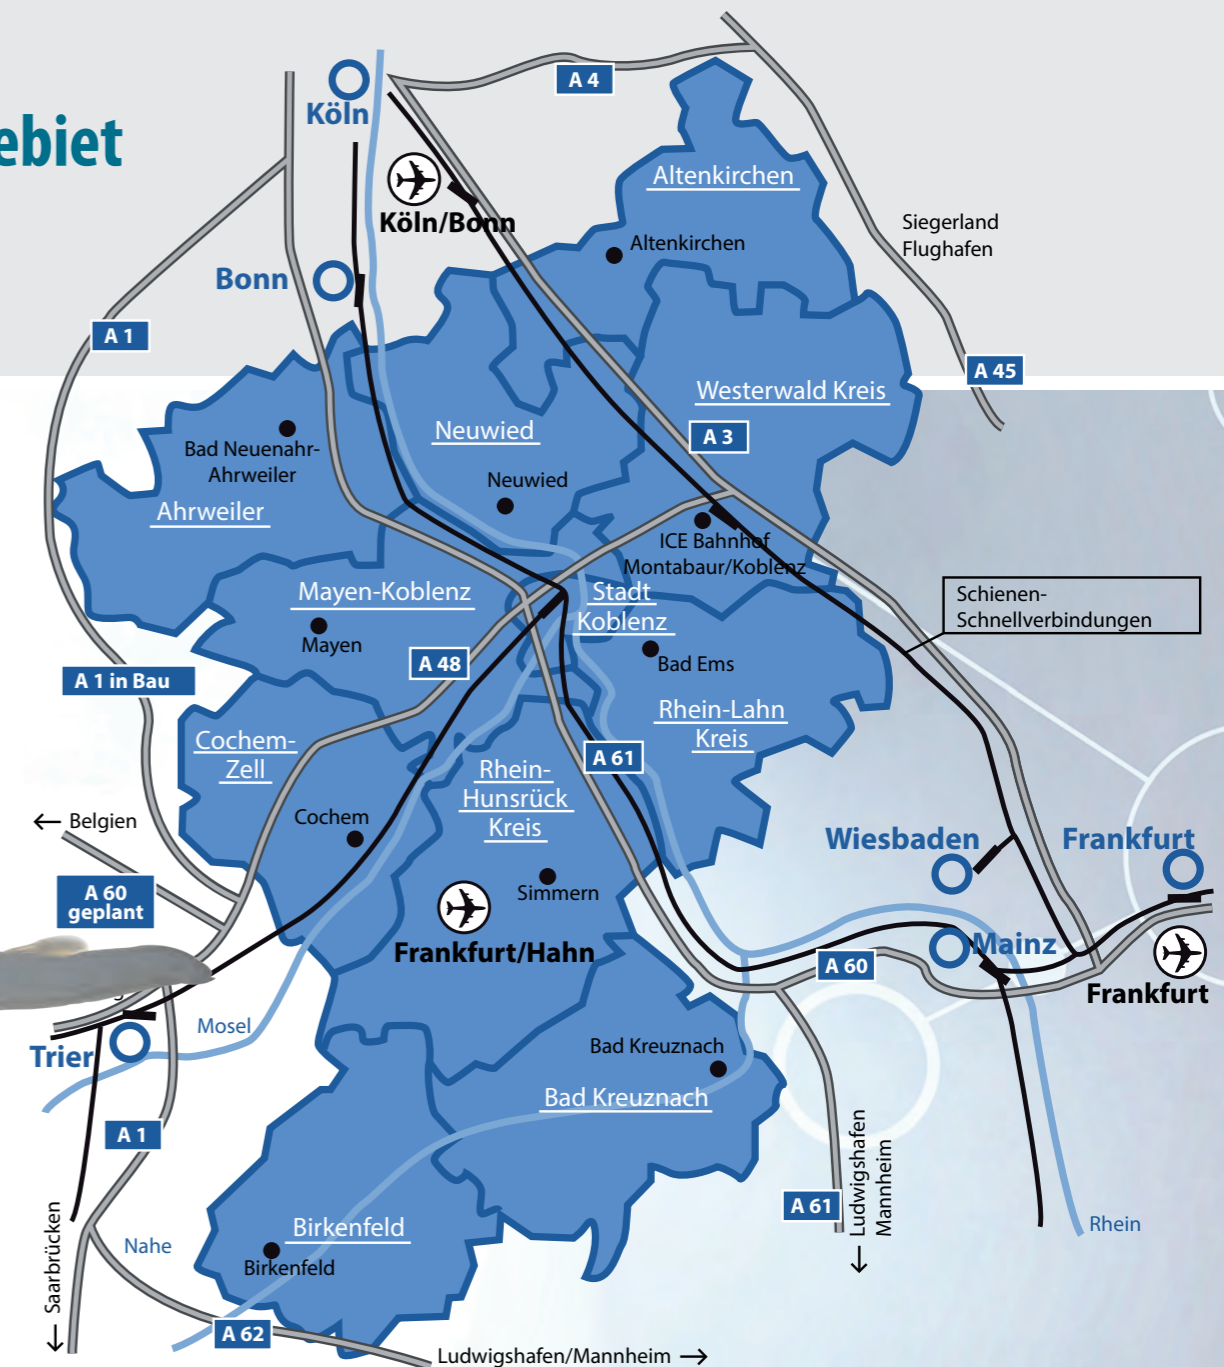 ebiet
Köln
A 4
Altenkirchen
Köln/Bonn
Siegerland
Flughafen
Altenkirchen
Bonn
A 1
A 45
Westerwald Kreis
Neuwied
A 3
Bad Neuenahr-
Ahrweiler
Neuwied
Ahrweiler
ICE Bahnhof
Montabaur/Koblenz
Mayen-Koblenz
Stadt
Koblenz
Schienen-
Schnellverbindungen
Mayen
A 48
Bad Ems
A 1 in Bau
Rhein-Lahn
Kreis
Cochem-
Zell
A 61
Rhein-
Hunsrück
Kreis
← Belgien
Cochem
Wiesbaden
Frankfurt
A 60
geplant
Simmern
Frankfurt/Hahn
Mainz
A 60
Frankfurt
Mosel
Trier
Bad Kreuznach
Bad Kreuznach
A 1
Ludwigshafen
Mannheim
←
A 61
Rhein
Birkenfeld
Nahe
Birkenfeld
← Saarbrücken
A 62
Ludwigshafen/Mannheim →